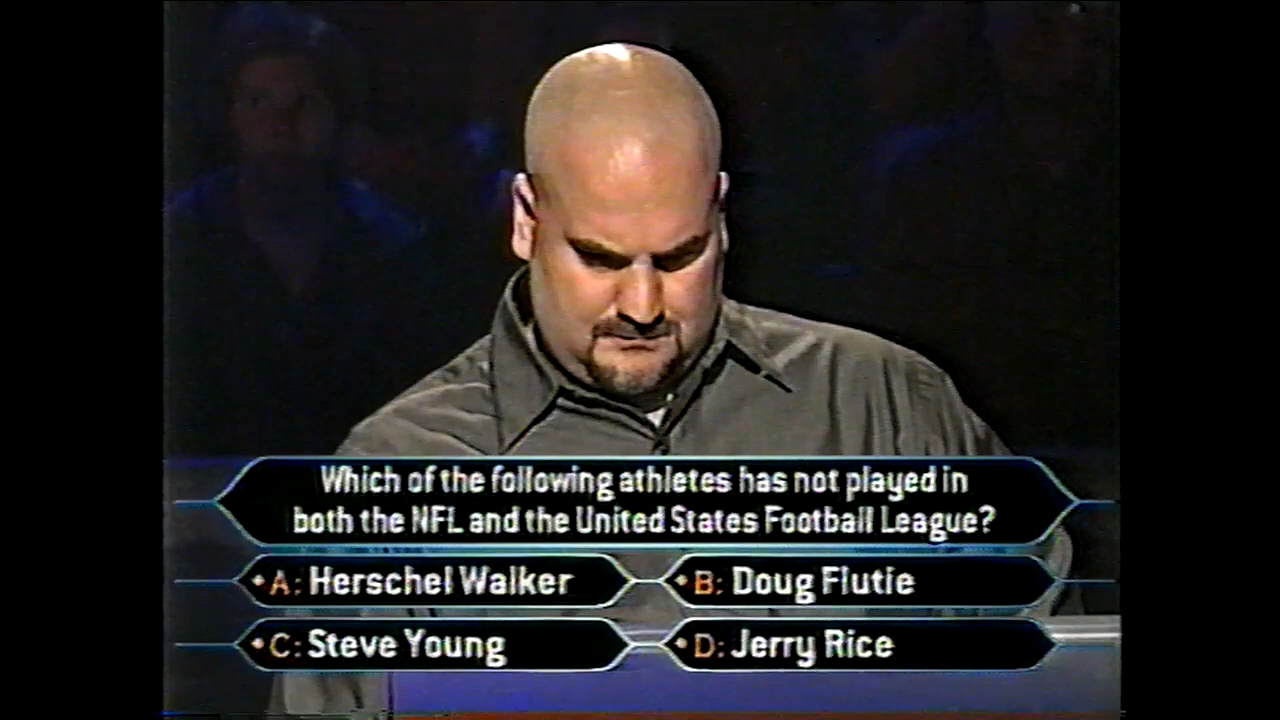 Which of the following athletes has not played in
both the NFL and the United States Football League?
A: Herschel Walker
B: Doug Flutie
C: Steve Young
D: Jerry Rice